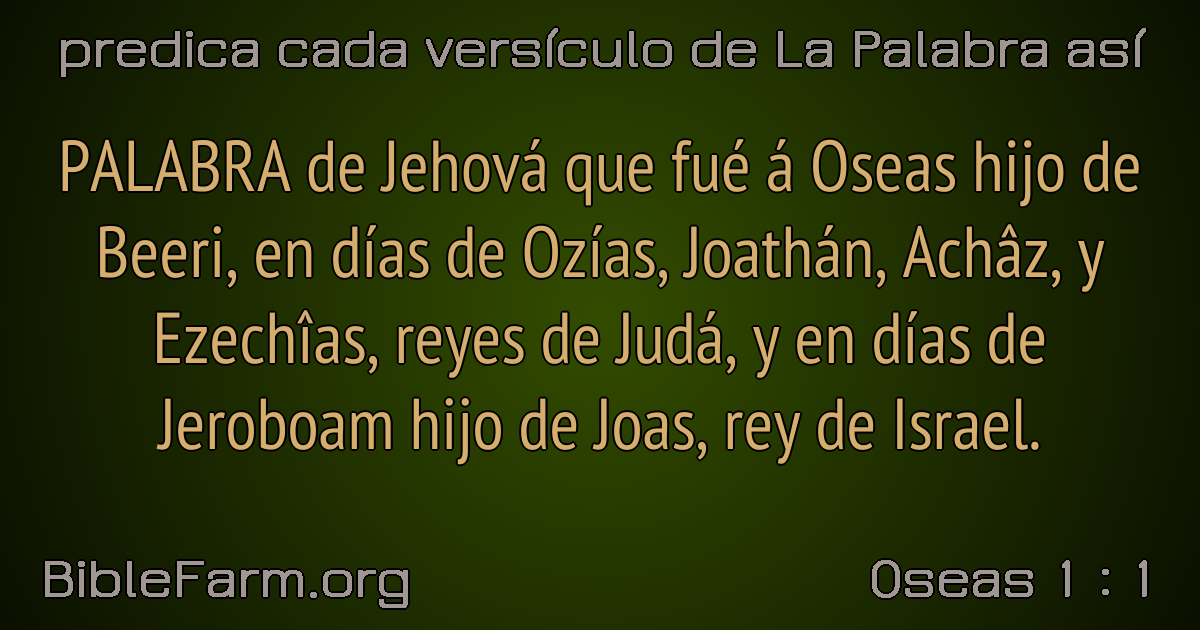 predica cada versículo de La Palabra así
PALABRA de Jehová que fué á Oseas hijo de
Beeri, en días de Ozías, Joathán, Achâz, y
Ezechîas, reyes de Judá, y en días de
Jeroboam hijo de Joas, rey de Israel.
BibleFarm.org
Oseas 1 : 1